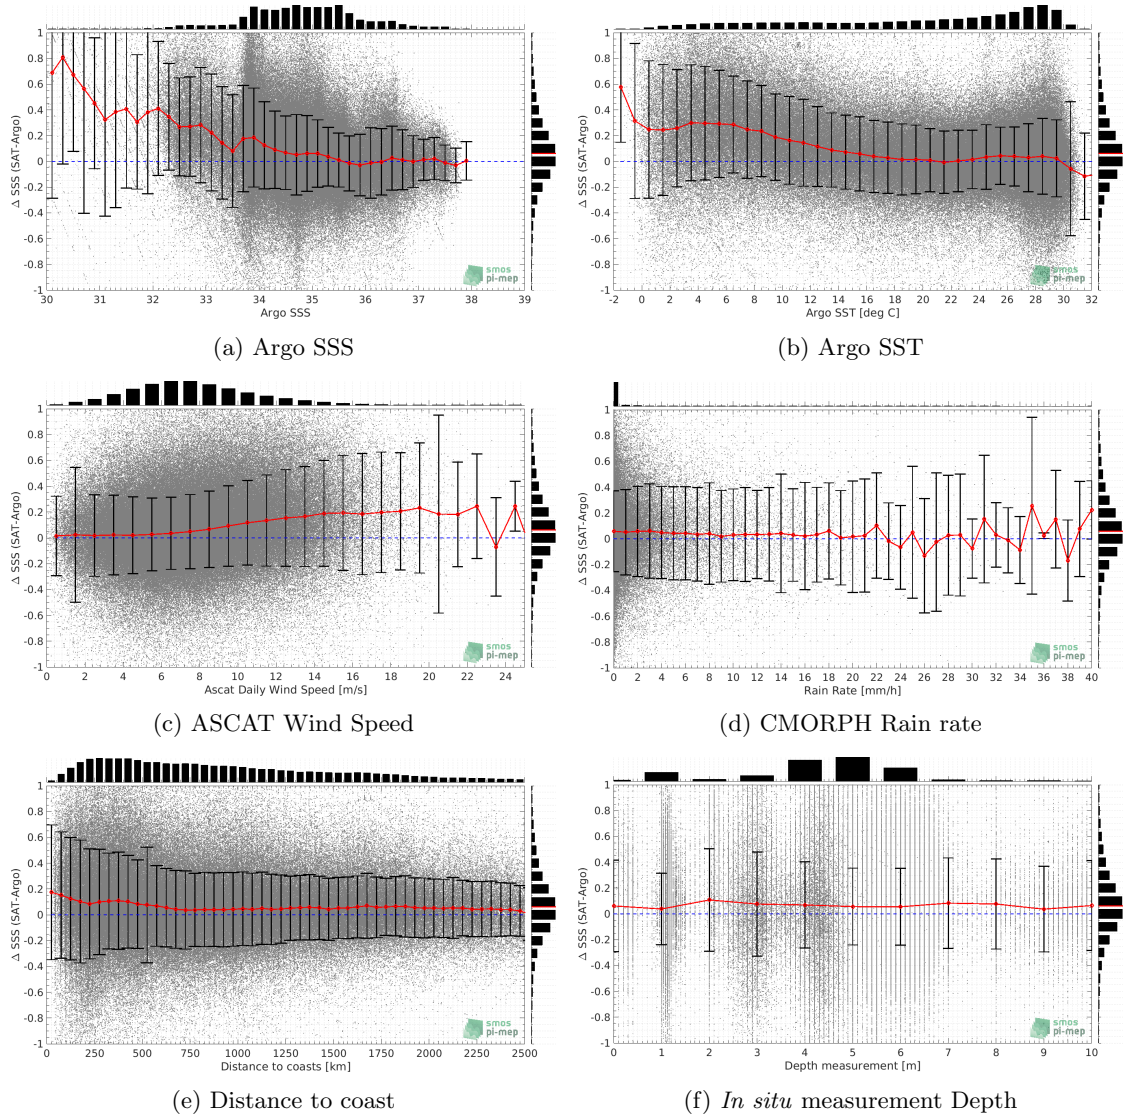 1
0.8
0.6
0.4
0.2
0
-0.2
-0.4
-0.6
-0.8
-1
Δ SSS (SAT-Argo)
smos
pi-mep
30 31 32 33 34 35 36 37 38 39
Argo SSS
(a) Argo SSS
1
0.8
0.6
0.4
0.2
0
-0.2
-0.4
-0.6
-0.8
-1
Δ SSS (SAT-Argo)
smos
pi-mep
-2 0 2 4 6 8 10 12 14 16 18 20 22 24 26 28 30 32
Argo SST [deg C]
(b) Argo SST
1
0.8
0.6
0.4
0.2
0
-0.2
-0.4
-0.6
-0.8
-1
Δ SSS (SAT-Argo)
smos
pi-mep
0 2 4 6 8 10 12 14 16 18 20 22 24
Ascat Daily Wind Speed [m/s]
(c) ASCAT Wind Speed
1
0.8
0.6
0.4
0.2
0
-0.2
-0.4
-0.6
-0.8
-1
Δ SSS (SAT-Argo)
smos
pi-mep
0 2 4 6 8 10 12 14 16 18 20 22 24 26 28 30 32 34 36 38 40
Rain Rate [mm/h]
(d) CMORPH Rain rate
1
0.8
0.6
0.4
0.2
0
-0.2
-0.4
-0.6
-0.8
-1
Δ SSS (SAT-Argo)
smos
pi-mep
0 250 500 750 1000 1250 1500 1750 2000 2250 2500
Distance to coasts [km]
(e) Distance to coast
1
0.8
0.6
0.4
0.2
0
-0.2
-0.4
-0.6
-0.8
-1
Δ SSS (SAT-Argo)
smos
pi-mep
0 1 2 3 4 5 6 7 8 9 10
Depth measurement [m]
(f) In situ measurement Depth